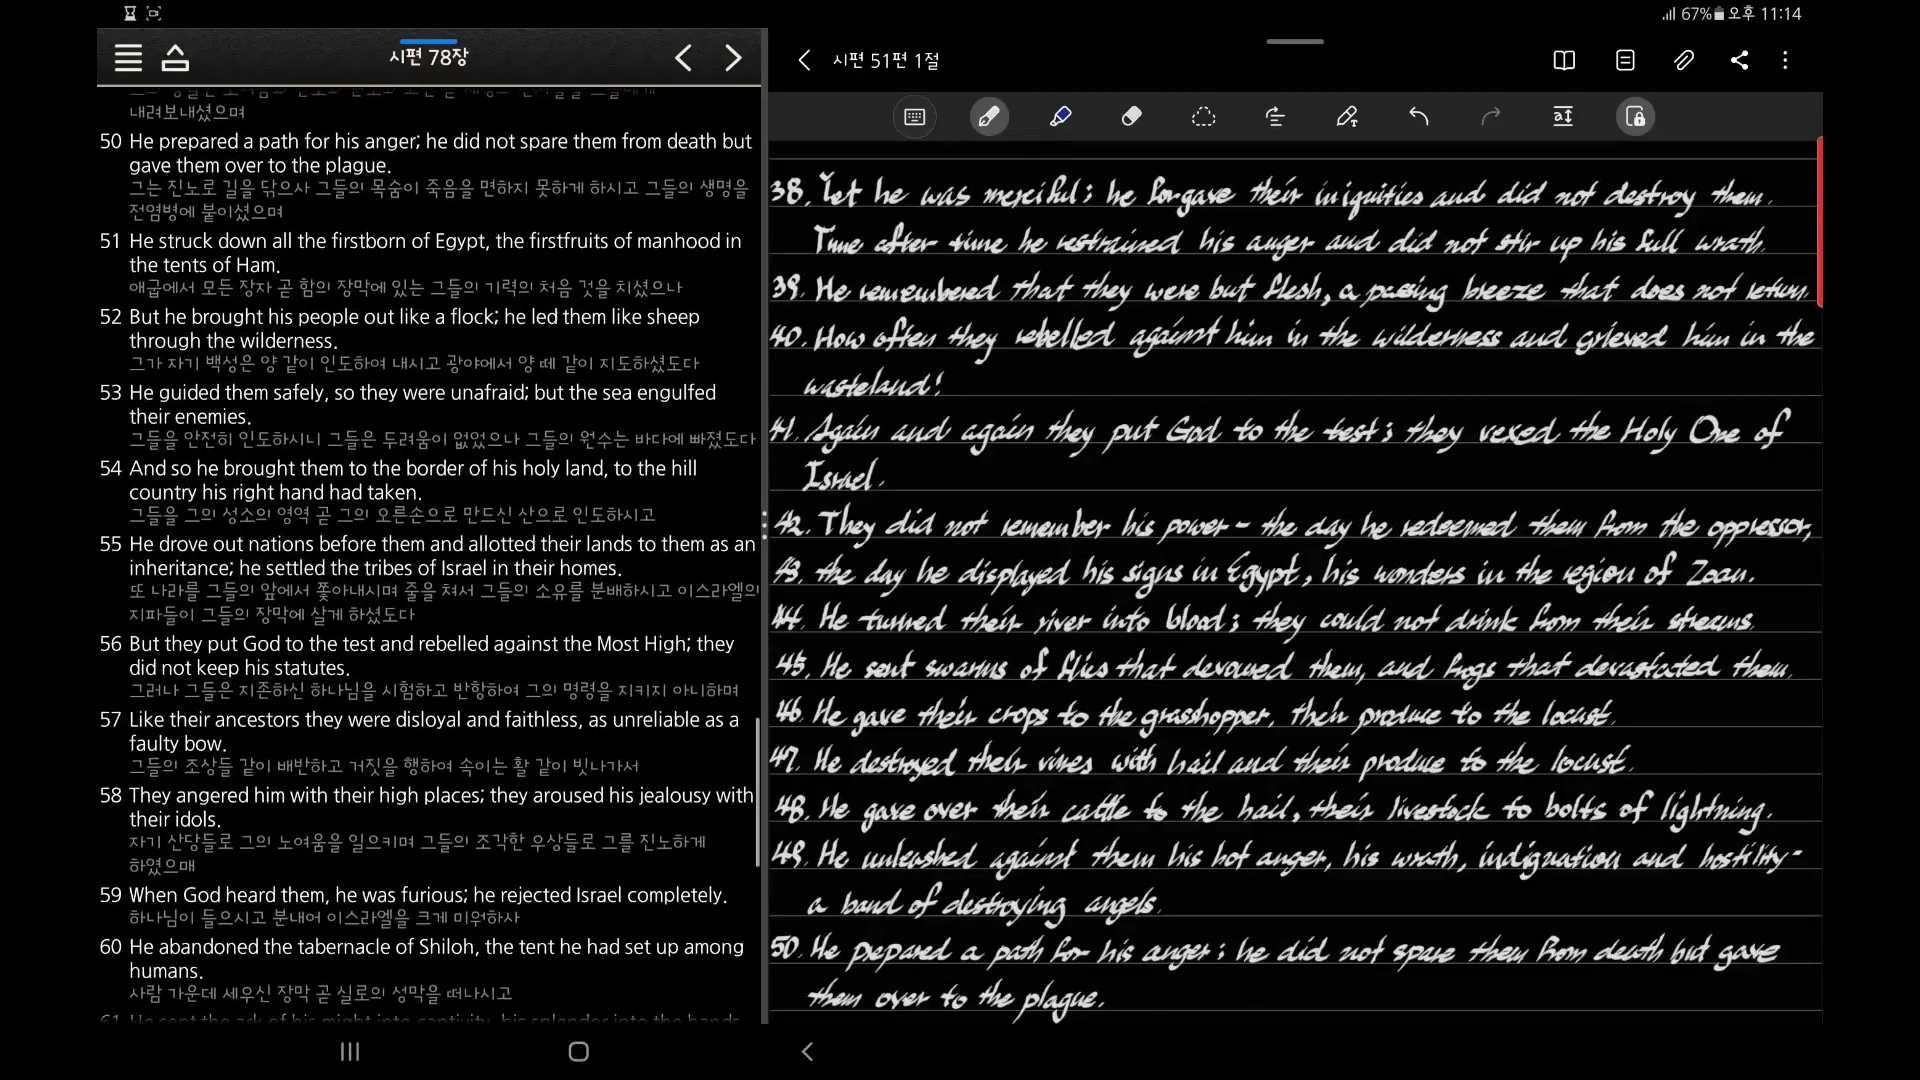 67% 오후 11:14
시편 78장
내려보내셨으며
50 He prepared a path for his anger; he did not spare them from death but
gave them over to the plague.
그는 진노로 길을 닦으사 그들의 목숨이 죽음을 면하지 못하게 하시고 그들의 생명을
전염병에 붙이셨으며
51 He struck down all the firstborn of Egypt, the firstfruits of manhood in
the tents of Ham.
애굽에서 모든 장자 곧 함의 장막에 있는 그들의 기력의 처음 것을 치셨으나
52 But he brought his people out like a flock; he led them like sheep
through the wilderness.
그가 자기 백성은 양 같이 인도하여 내시고 광야에서 양 떼 같이 지도하셨도다
53 He guided them safely, so they were unafraid; but the sea engulfed
their enemies.
그들을 안전히 인도하시니 그들은 두려움이 없었으나 그들의 원수는 바다에 빠졌도다
54 And so he brought them to the border of his holy land, to the hill
country his right hand had taken.
그들을 그의 성소의 영역 곧 그의 오른손으로 만드신 산으로 인도하시고
55 He drove out nations before them and allotted their lands to them as an
inheritance; he settled the tribes of Israel in their homes.
또 나라를 그들의 앞에서 쫓아내시며 줄을 쳐서 그들의 소유를 분배하시고 이스라엘의
지파들이 그들의 장막에 살게 하셨도다
56 But they put God to the test and rebelled against the Most High; they
did not keep his statutes.
그러나 그들은 지존하신 하나님을 시험하고 반항하여 그의 명령을 지키지 아니하며
57 Like their ancestors they were disloyal and faithless, as unreliable as a
faulty bow.
그들의 조상들 같이 배반하고 거짓을 행하여 속이는 활 같이 빗나가서
58 They angered him with their high places; they aroused his jealousy with
their idols.
자기 산당들로 그의 노여움을 일으키며 그들의 조각한 우상들로 그를 진노하게
하였으매
59 When God heard them, he was furious; he rejected Israel completely.
하나님이 들으시고 분내어 이스라엘을 크게 미워하사
60 He abandoned the tabernacle of Shiloh, the tent he had set up among
humans.
사람 가운데 세우신 장막 곧 실로의 성막을 떠나시고
61 He sent the ark of his might into captivity, his splendor into the hands
시편 51편 1절
38. Yet he was merciful; he forgave their iniquities and did not destroy them.
Time after time he restrained his anger and did not stir up his full wrath.
39. He remembered that they were but flesh, a passing breeze that does not return.
40. How often they rebelled against him in the wilderness and grieved him in the
wasteland!
41. Again and again they put God to the test; they vexed the Holy One of
Israel.
42. They did not remember his power - the day he redeemed them from the oppressor,
43. the day he displayed his signs in Egypt, his wonders in the region of Zoan.
44. He turned their river into blood; they could not drink from their streams.
45. He sent swarms of flies that devoured them, and frogs that devastated them.
46. He gave their crops to the grasshopper, their produce to the locust.
47. He destroyed their vines with hail and their produce to the locust.
48. He gave over their cattle to the hail, their livestock to bolts of lightning.
49. He unleashed against them his hot anger, his wrath, indignation and hostility-
a band of destroying angels.
50. He prepared a path for his anger; he did not spare them from death but gave
them over to the plague.